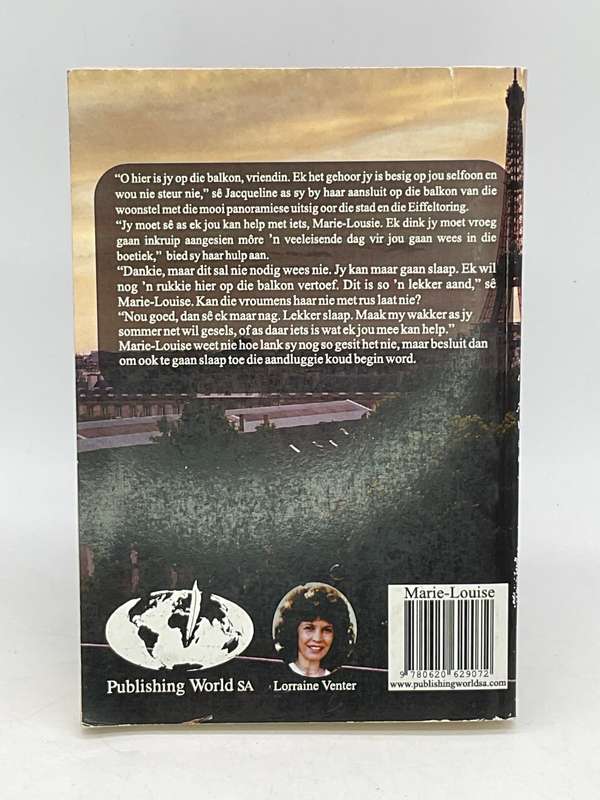 “O hier is jy op die balkon, vriendin. Ek het gehoor jy is besig op jou selfoon en
wou nie steur nie,” sê Jacqueline as sy by haar aansluit op die balkon van die
woonstel met die mooi panoramiese uitsig oor die stad en die Eiffeltoring.
“Jy moet sê as ek jou kan help met iets, Marie-Lousie. Ek dink jy moet vroeg
gaan inkruip aangesien môre ’n veeleisende dag vir jou gaan wees in die
boetiek,” bied sy haar hulp aan.
“Dankie, maar dit sal nie nodig wees nie. Jy kan maar gaan slaap. Ek wil
nog ’n rukkie hier op die balkon vertoef. Dit is so ’n lekker aand,” sê
Marie-Louise. Kan die vroumens haar nie met rus laat nie?
“Nou goed, dan sê ek maar nag. Lekker slaap. Maak my wakker as jy
sommer net wil gesels, of as daar iets is wat ek jou mee kan help.”
Marie-Louise weet nie hoe lank sy nog so gesit het nie, maar besluit dan
om ook te gaan slaap toe die aandluggie koud begin word.
Publishing World SA
Lorraine Venter
Marie-Louise
9 780620 629072
www.publishingworldsa.com